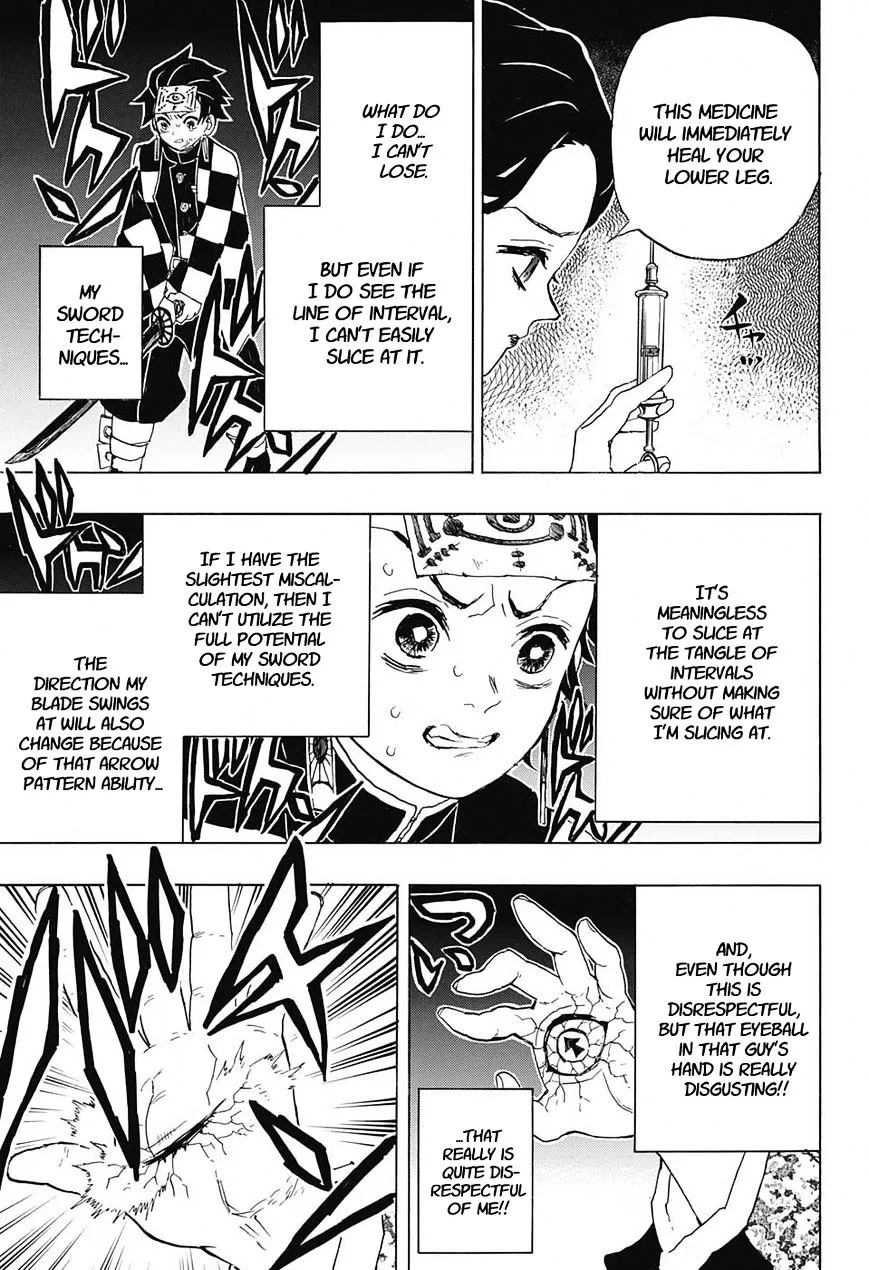 THIS MEDICINE
WILL IMMEDIATELY
HEAL YOUR
LOWER LEG.
チャッ
WHAT DO
I DO...
I CAN'T
LOSE.
BUT EVEN IF
I DO SEE THE
LINE OF INTERVAL,
I CAN'T EASILY
SLICE AT IT.
MY
SWORD
TECH-
NIQUES...
IT'S
MEANINGLESS
TO SLICE AT
THE TANGLE OF
INTERVALS
WITHOUT MAKING
SURE OF WHAT
I'M SLICING AT.
IF I HAVE THE
SLIGHTEST MISCAL-
CULATION, THEN I
CAN'T UTILIZE THE
FULL POTENTIAL
OF MY SWORD
TECHNIQUES.
THE
DIRECTION MY
BLADE SWINGS
AT WILL ALSO
CHANGE BECAUSE
OF THAT ARROW
PATTERN ABILITY...
AND,
EVEN THOUGH
THIS IS
DISRESPECTFUL,
BUT THAT EYEBALL
IN THAT GUY'S
HAND IS REALLY
DISGUSTING!!
...THAT
REALLY IS
QUITE DIS-
RESPECTFUL
OF ME!!